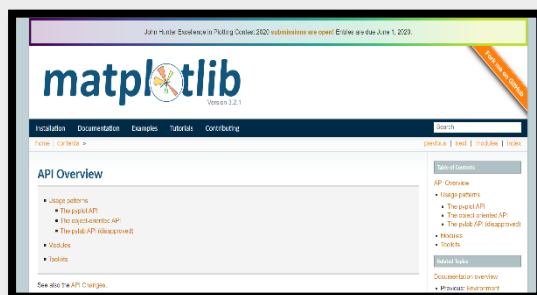 John Hunter Excellence in Plotting Contest 2020 submissions are open! Entries are due June 1, 2020.
Fork me on GitHub
matplotlib
Version 3.2.1
Installation Documentation Examples Tutorials Contributing
Search
home | contents »
previous | next | modules | index
API Overview
Usage patterns
The pyplot API
The object-oriented API
The pylab API (disapproved)
Modules
Toolkits
See also the API Changes.
Table of Contents
API Overview
Usage patterns
The pyplot API
The object-oriented API
The pylab API (disapproved)
Modules
Toolkits
Related Topics
Documentation overview
Previous: Environment